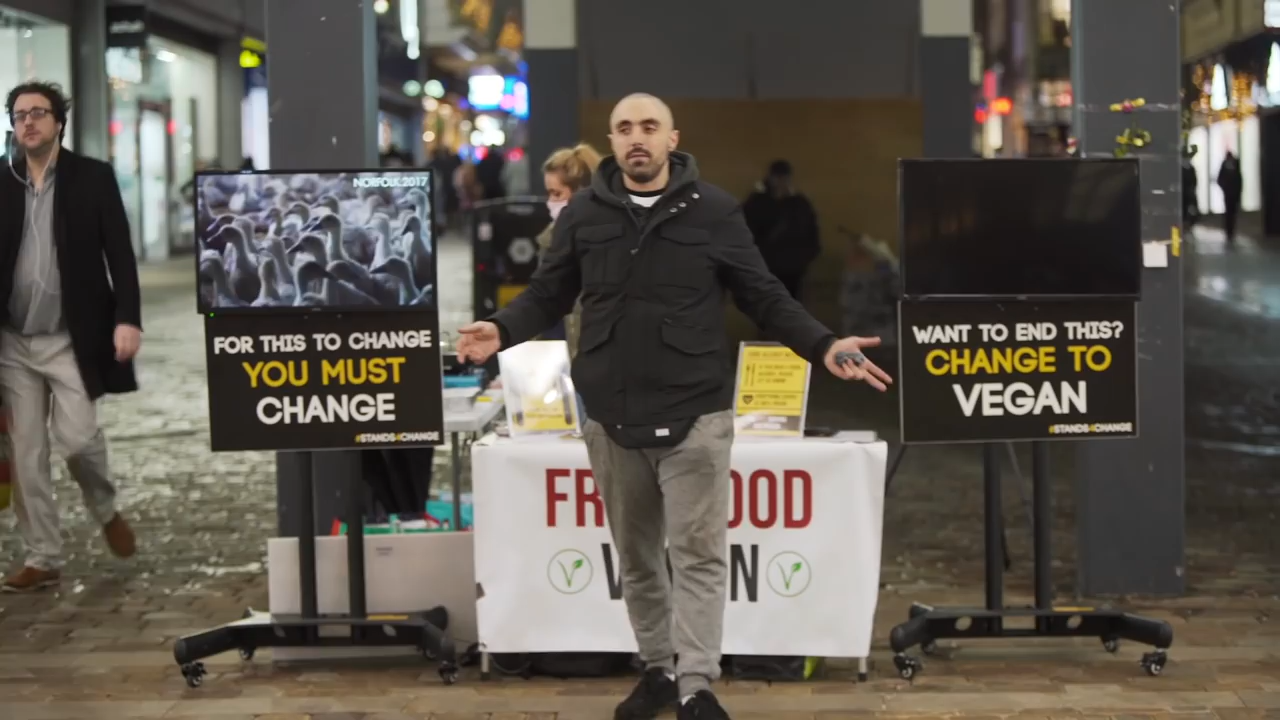 NORFOLK 2017
FOR THIS TO CHANGE
YOU MUST
CHANGE
#STANDS4CHANGE
WANT TO END THIS?
CHANGE TO
VEGAN
#STANDS4CHANGE
FR OOD
V N